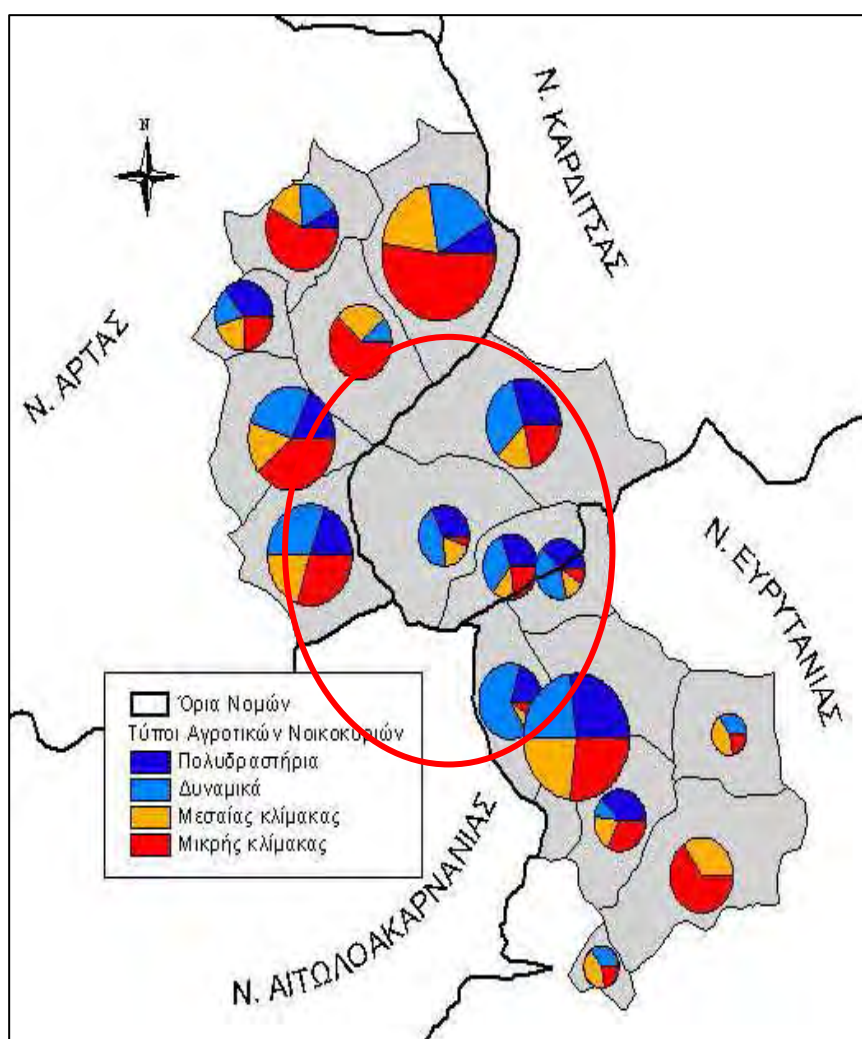 N
Ν. ΚΑΡΔΙΤΣΑΣ
Ν. ΑΡΤΑΣ
Ν. ΕΥΡΥΤΑΝΙΑΣ
Όρια Νομών
Τύποι Αγροτικών Νοικοκυριών
Πολυδραστήρια
Δυναμικά
Μεσαίας κλίμακας
Μικρής κλίμακας
Ν. ΑΙΤΩΛΟΑΚΑΡΝΑΝΙΑΣ